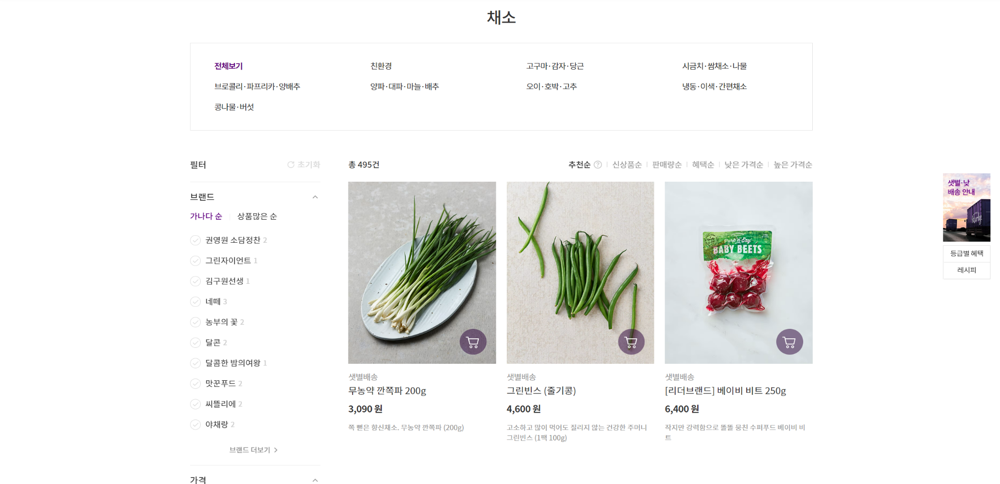 채소
전체보기
친환경
고구마·감자·당근
시금치·쌈채소·나물
브로콜리·파프리카·양배추
양파·대파·마늘·배추
오이·호박·고추
냉동·이색·간편채소
콩나물·버섯
필터
초기화
총 495건
추천순 ? 신상품순 판매량순 혜택순 낮은 가격순 높은 가격순
브랜드
가나다 순 상품많은 순
권영원 소담정찬 2
그린자이언트 1
김구원선생 1
네떼 3
농부의 꽃 2
달콘 2
달콤한 밤의여왕 1
맛꾼푸드 2
씨뜰리에 2
야채랑 2
브랜드 더보기
가격
Pure'n Ezy
BABY BEETS
샛별배송
무농약 깐쪽파 200g
3,090 원
쪽 뻗은 향신채소. 무농약 깐쪽파 (200g)
샛별배송
그린빈스 (줄기콩)
4,600 원
고소하고 많이 먹어도 질리지 않는 건강한 주머니
그린빈스 (1팩 100g)
샛별배송
[리더브랜드] 베이비 비트 250g
6,400 원
작지만 강력함으로 똘똘 뭉친 수퍼푸드 베이비 비
트
샛별·낮
배송 안내
Kurly
등급별 혜택
레시피